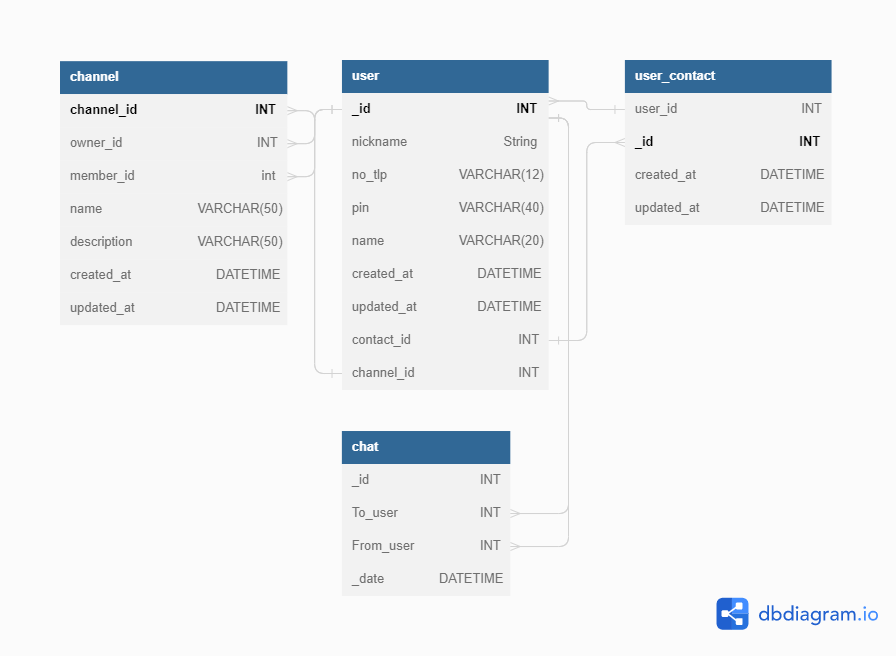 channel
channel_id INT
owner_id INT
member_id int
name VARCHAR(50)
description VARCHAR(50)
created_at DATETIME
updated_at DATETIME
user
_id INT
nickname String
no_tlp VARCHAR(12)
pin VARCHAR(40)
name VARCHAR(20)
created_at DATETIME
updated_at DATETIME
contact_id INT
channel_id INT
user_contact
user_id INT
_id INT
created_at DATETIME
updated_at DATETIME
chat
_id INT
To_user INT
From_user INT
_date DATETIME
dbdiagram.io